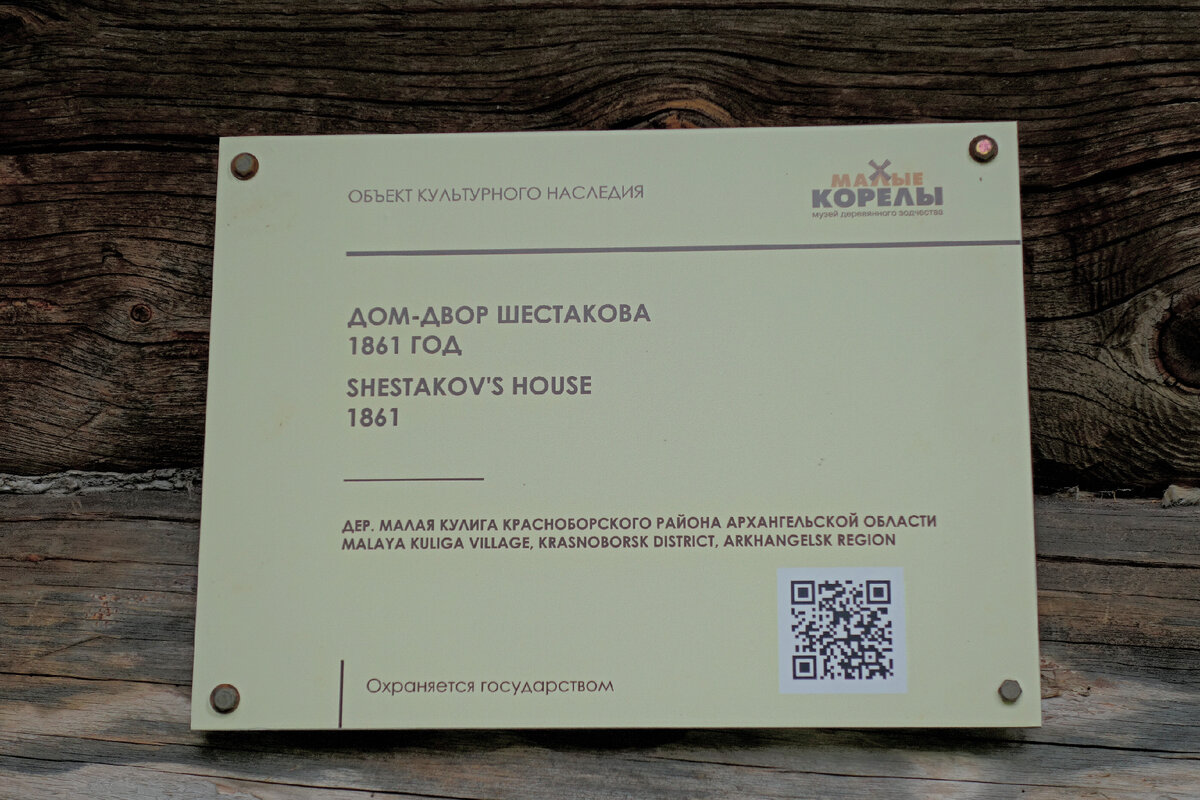 ОБЪЕКТ КУЛЬТУРНОГО НАСЛЕДИЯ
МАЛЫЕ
КОРЕЛЫ
музей деревянного зодчества
ДОМ-ДВОР ШЕСТАКОВА
1861 ГОД
SHESTAKOV'S HOUSE
1861
ДЕР. МАЛАЯ КУЛИГА КРАСНОБОРСКОГО РАЙОНА АРХАНГЕЛЬСКОЙ ОБЛАСТИ
MALAYA KULIGA VILLAGE, KRASNOBORSK DISTRICT, ARKHANGELSK REGION
Охраняется государством